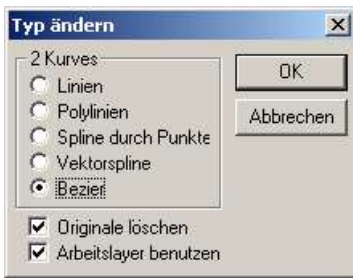 Typ ändern
2 Kurves
Linien
Polylinien
Spline durch Punkte
Vektorspline
Bezier
OK
Abbrechen
Originale löschen
Arbeitslayer benutzen